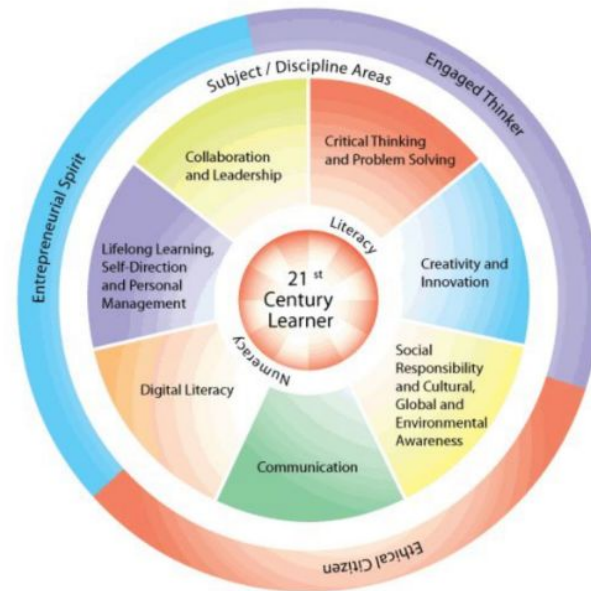 Subject / Discipline Areas
Engaged Thinker
Entrepreneurial Spirit
Ethical Citizen
Collaboration
and Leadership
Critical Thinking
and Problem Solving
Literacy
Lifelong Learning,
Self-Direction
and Personal
Management
21 st
Century
Learner
Creativity and
Innovation
Numeracy
Digital Literacy
Social
Responsibility
and Cultural,
Global and
Environmental
Awareness
Communication